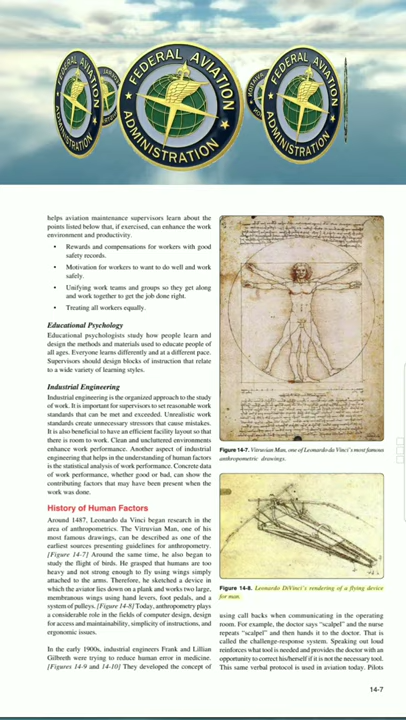 FEDERAL AVIATION
ADMINISTRATION
FEDERAL AVIATION
ADMINISTRATION
FEDERAL AVIATION
ADMINISTRATION
helps aviation maintenance supervisors learn about the
points listed below that, if exercised, can enhance the work
environment and productivity.
• Rewards and compensations for workers with good
safety records.
• Motivation for workers to want to do well and work
safely.
• Unifying work teams and groups so they get along
and work together to get the job done right.
• Treating all workers equally.
Educational Psychology
Educational psychologists study how people learn and
design the methods and materials used to educate people of
all ages. Everyone learns differently and at a different pace.
Supervisors should design blocks of instruction that relate
to a wide variety of learning styles.
Industrial Engineering
Industrial engineering is the organized approach to the study
of work. It is important for supervisors to set reasonable work
standards that can be met and exceeded. Unrealistic work
standards create unnecessary stressors that cause mistakes.
It is also beneficial to have an efficient facility layout so that
there is room to work. Clean and uncluttered environments
enhance work performance. Another aspect of industrial
engineering that helps in the understanding of human factors
is the statistical analysis of work performance. Concrete data
of work performance, whether good or bad, can show the
contributing factors that may have been present when the
work was done.
History of Human Factors
Around 1487, Leonardo da Vinci began research in the
area of anthropometrics. The Vitruvian Man, one of his
most famous drawings, can be described as one of the
earliest sources presenting guidelines for anthropometry.
[Figure 14-7] Around the same time, he also began to
study the flight of birds. He grasped that humans are too
heavy and not strong enough to fly using wings simply
attached to the arms. Therefore, he sketched a device in
which the aviator lies down on a plank and works two large,
membranous wings using hand levers, foot pedals, and a
system of pulleys. [Figure 14-8] Today, anthropometry plays
a considerable role in the fields of computer design, design
for access and maintainability, simplicity of instructions, and
ergonomic issues.
In the early 1900s, industrial engineers Frank and Lillian
Gilbreth were trying to reduce human error in medicine.
[Figures 14-9 and 14-10] They developed the concept of
Figure 14-7. Vitruvian Man, one of Leonardo da Vinci's most famous
anthropometric drawings.
Figure 14-8. Leonardo DiVinci's rendering of a flying device
for man.
using call backs when communicating in the operating
room. For example, the doctor says "scalpel" and the nurse
repeats "scalpel" and then hands it to the doctor. That is
called the challenge-response system. Speaking out loud
reinforces what tool is needed and provides the doctor with an
opportunity to correct his/herself if it is not the necessary tool.
This same verbal protocol is used in aviation today. Pilots
14-7